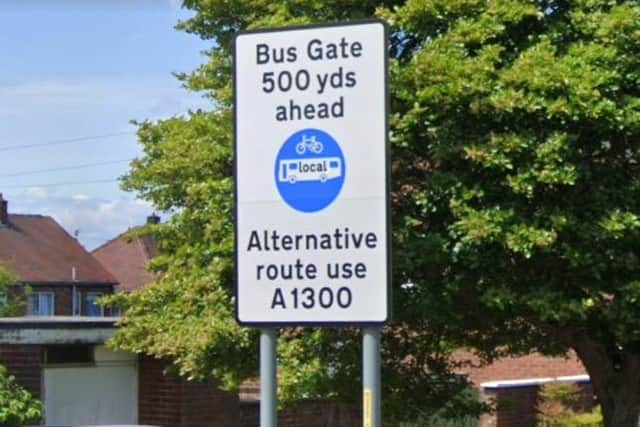 Bus Gate
500 yds
ahead
local
Alternative
route use
A1300